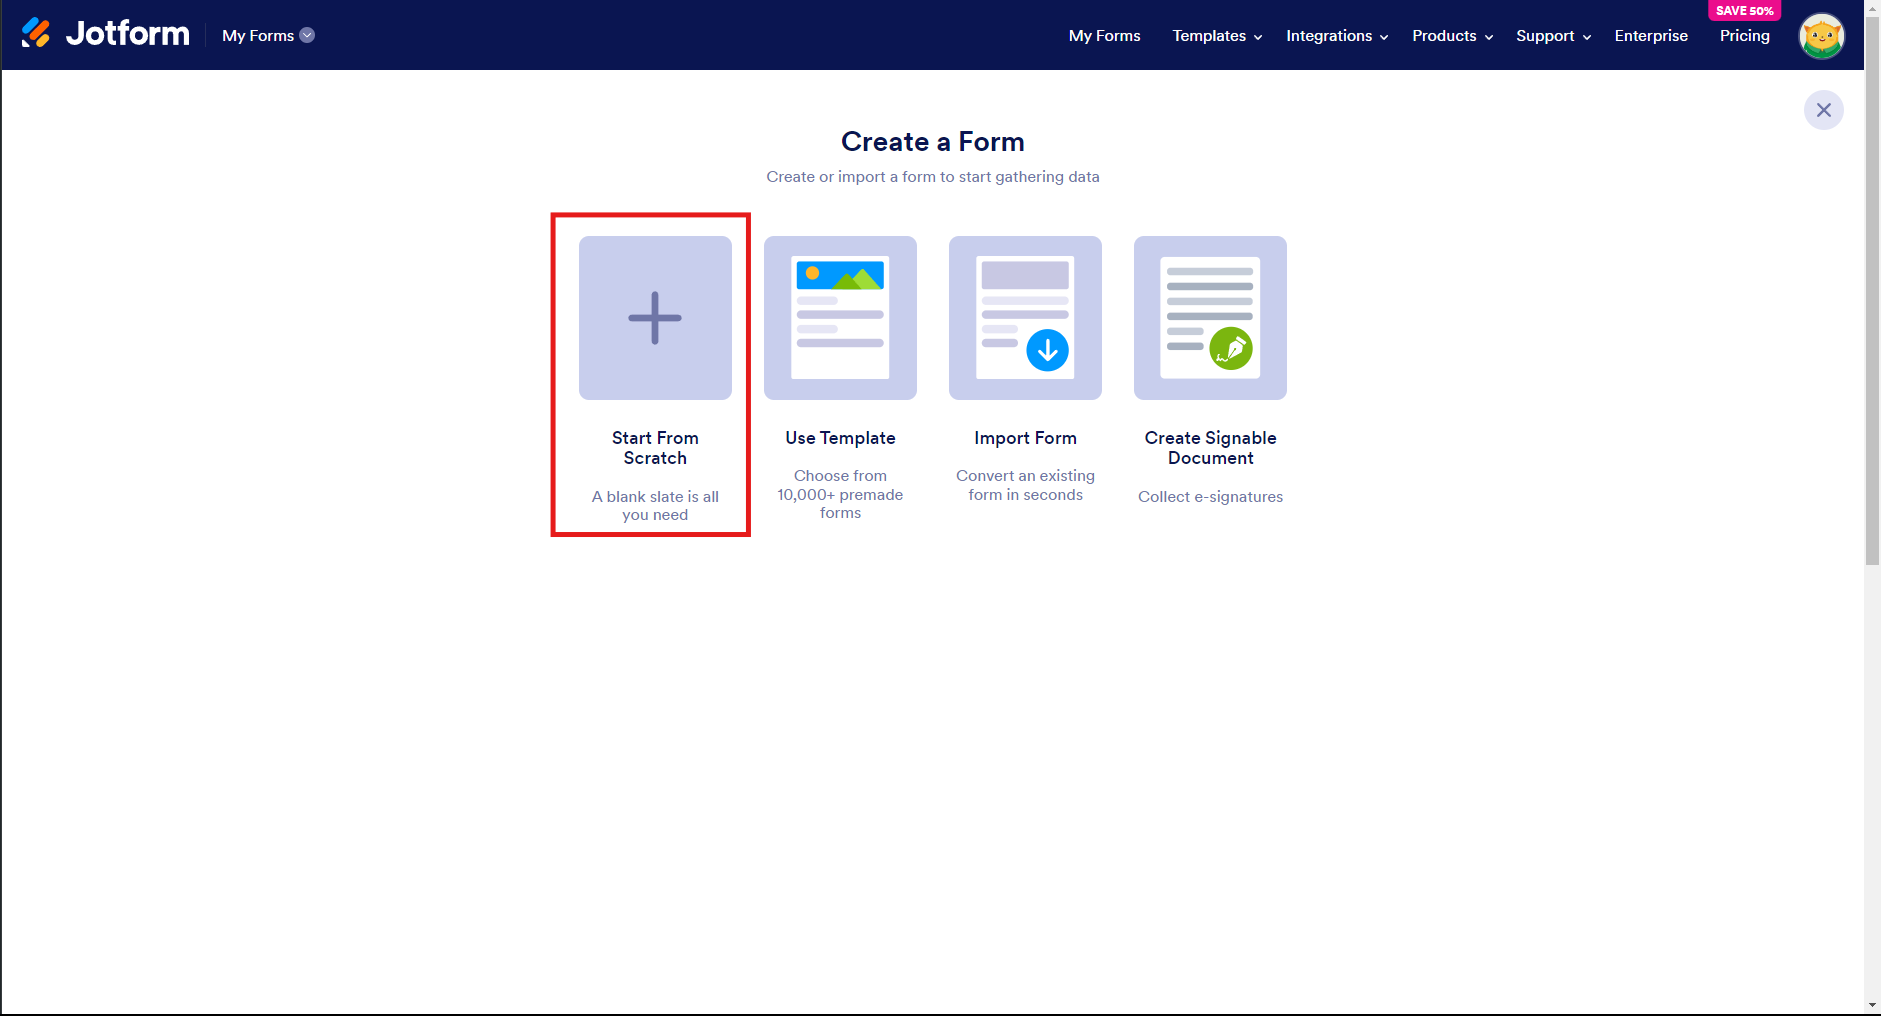 Jotform My Forms My Forms Templates Integrations Products Support Enterprise SAVE 50% Pricing
Create a Form
Create or import a form to start gathering data
Start From
Scratch
A blank slate is all
you need
Use Template
Choose from
10,000+ premade
forms
Import Form
Convert an existing
form in seconds
Create Signable
Document
Collect e-signatures